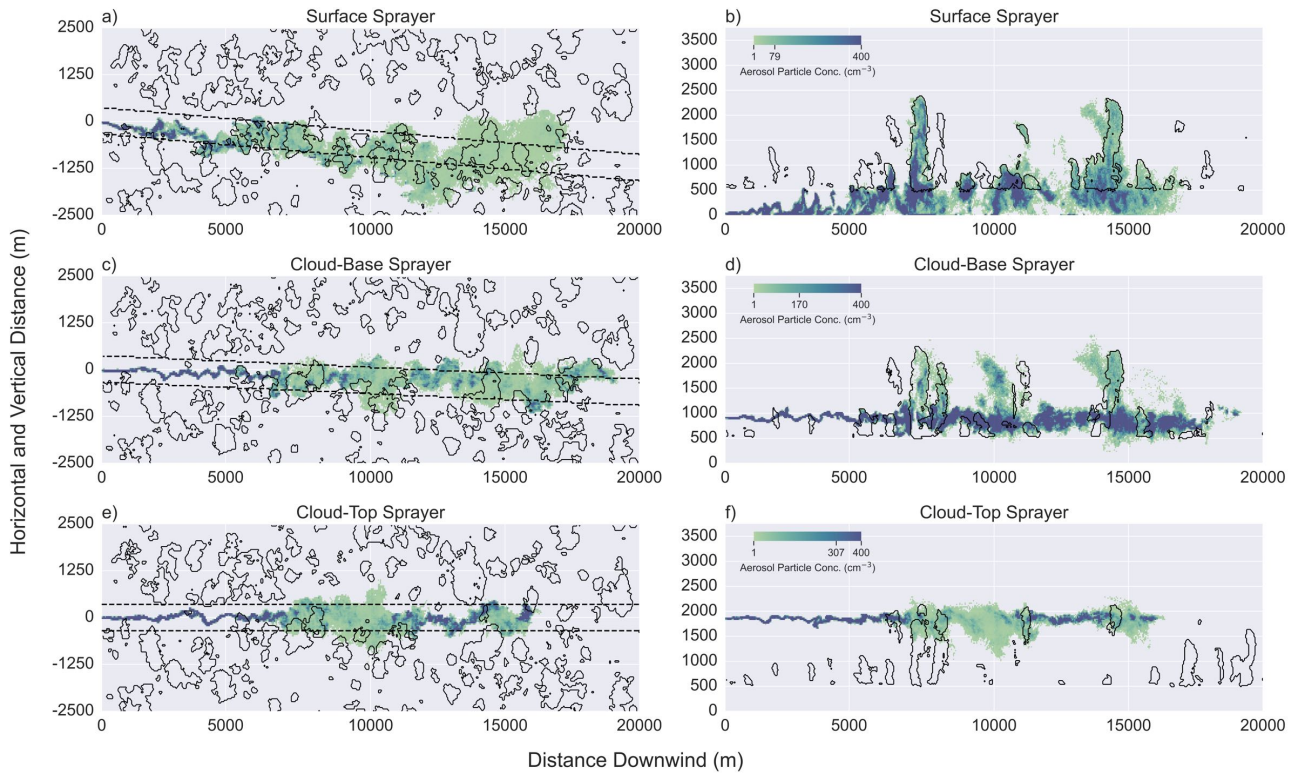 a) Surface Sprayer
2500
1250
0
-1250
-2500
0 5000 10000 15000 20000
b) Surface Sprayer
3500
3000
2500
2000
1500
1000
500
0
1 79 400
Aerosol Particle Conc. (cm⁻³)
0 5000 10000 15000 20000
c) Cloud-Base Sprayer
2500
1250
0
-1250
-2500
0 5000 10000 15000 20000
d) Cloud-Base Sprayer
3500
3000
2500
2000
1500
1000
500
0
1 170 400
Aerosol Particle Conc. (cm⁻³)
0 5000 10000 15000 20000
e) Cloud-Top Sprayer
2500
1250
0
-1250
-2500
0 5000 10000 15000 20000
f) Cloud-Top Sprayer
3500
3000
2500
2000
1500
1000
500
0
1 307 400
Aerosol Particle Conc. (cm⁻³)
0 5000 10000 15000 20000
Horizontal and Vertical Distance (m)
Distance Downwind (m)